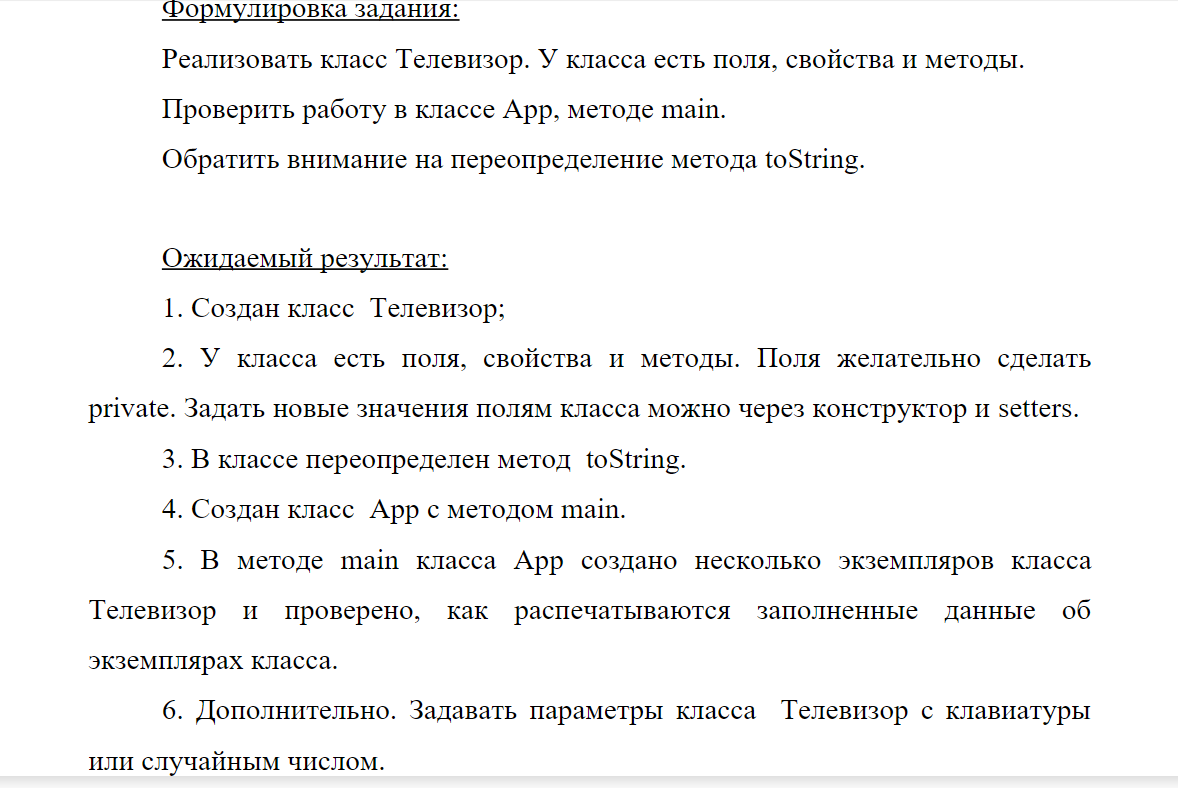 Формулировка задания:
Реализовать класс Телевизор. У класса есть поля, свойства и методы.
Проверить работу в классе App, методе main.
Обратить внимание на переопределение метода toString.
Ожидаемый результат:
1. Создан класс  Телевизор;
2. У класса есть поля, свойства и методы. Поля желательно сделать
private. Задать новые значения полям класса можно через конструктор и setters.
3. В классе переопределен метод  toString.
4. Создан класс  App с методом main.
5. В методе main класса App создано несколько экземпляров класса
Телевизор и проверено, как распечатываются заполненные данные об
экземплярах класса.
6. Дополнительно. Задавать параметры класса  Телевизор с клавиатуры
или случайным числом.